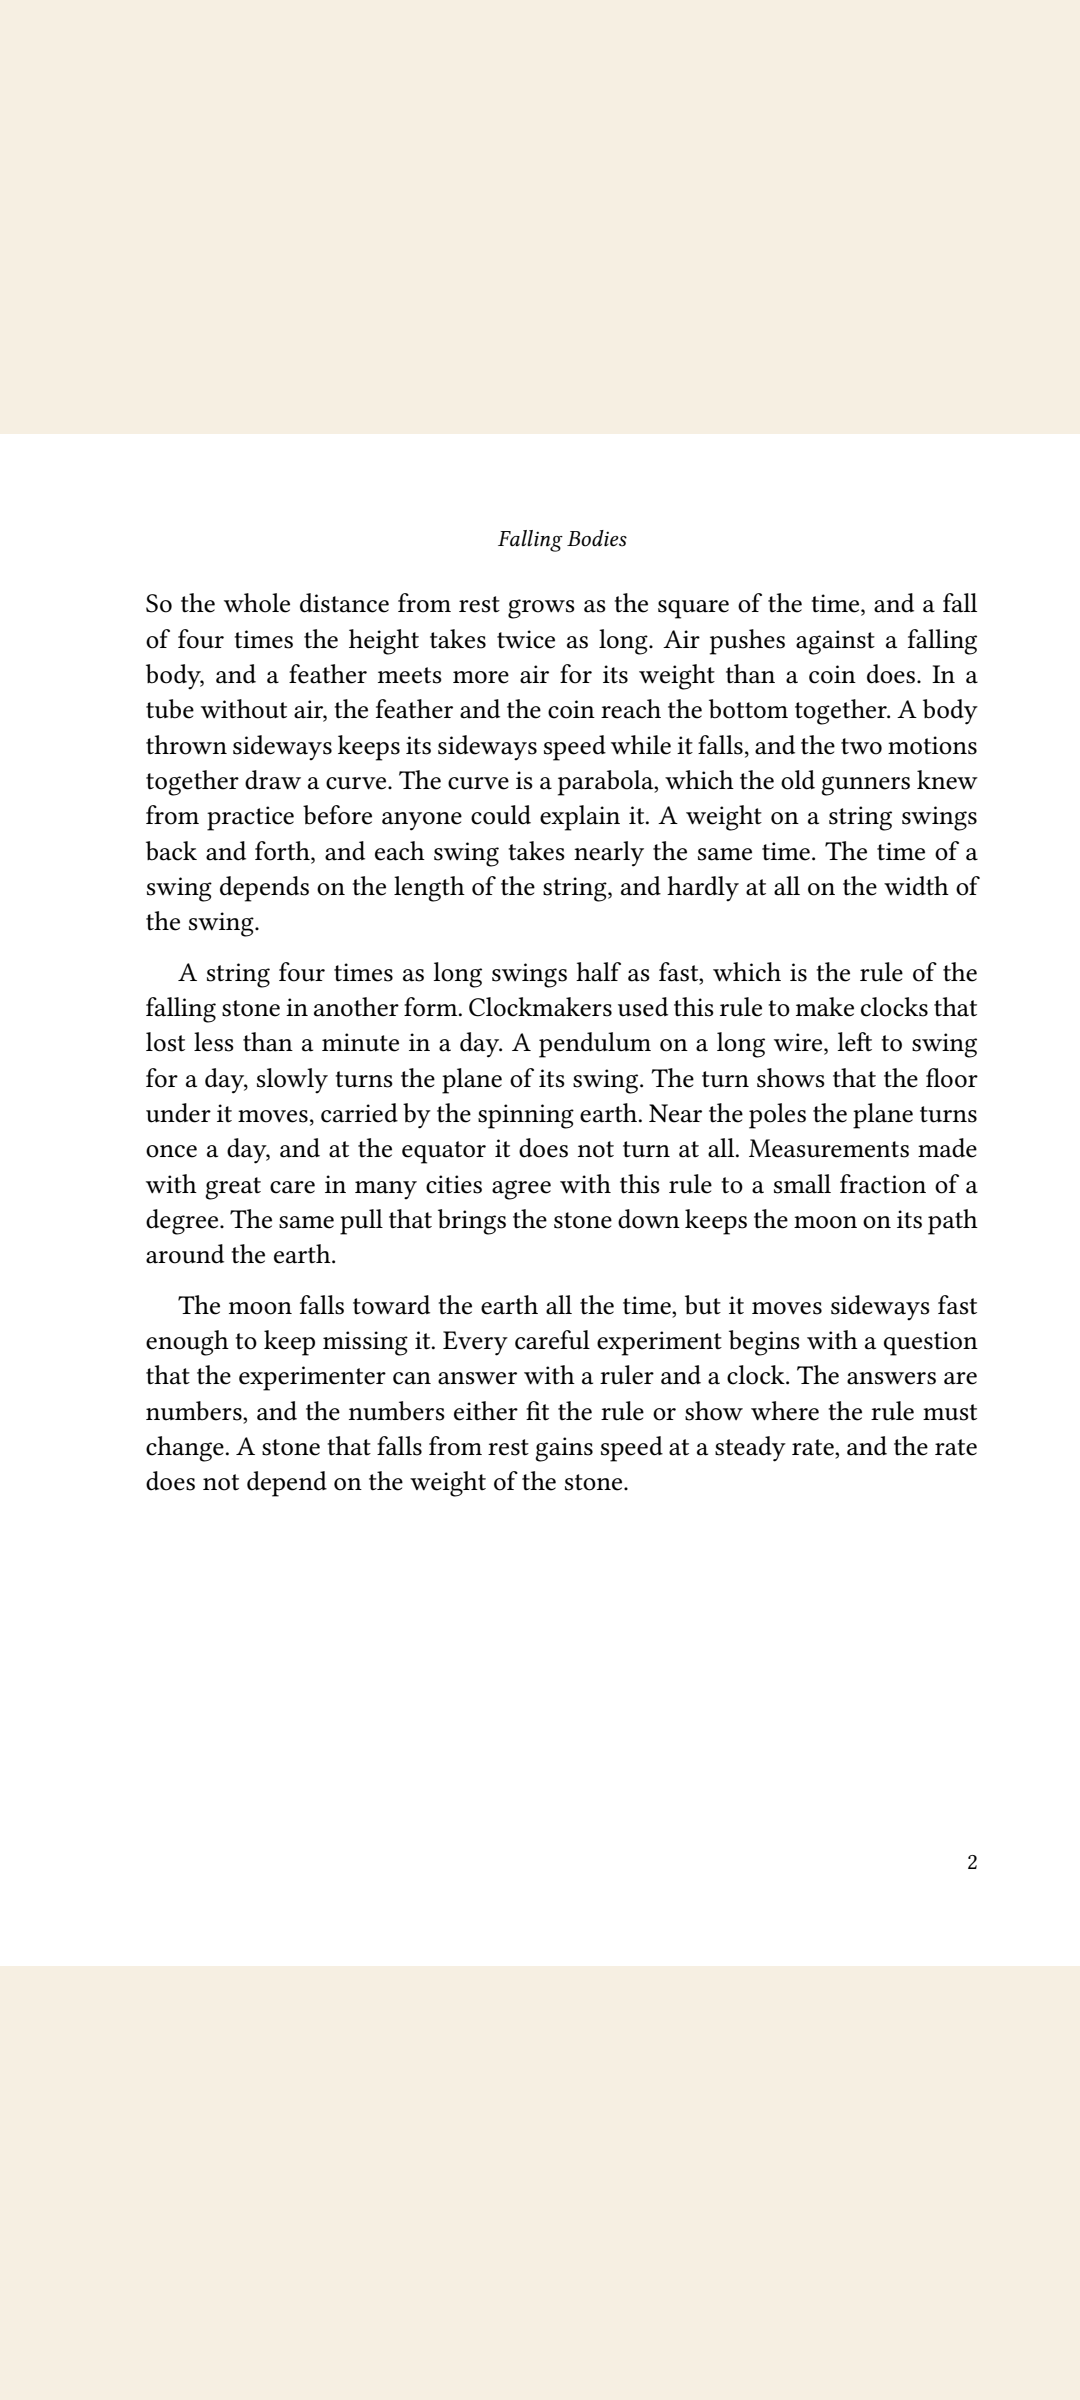 Falling Bodies
So the whole distance from rest grows as the square of the time, and a fall
of four times the height takes twice as long. Air pushes against a falling
body, and a feather meets more air for its weight than a coin does. In a
tube without air, the feather and the coin reach the bottom together. A body
thrown sideways keeps its sideways speed while it falls, and the two motions
together draw a curve. The curve is a parabola, which the old gunners knew
from practice before anyone could explain it. A weight on a string swings
back and forth, and each swing takes nearly the same time. The time of a
swing depends on the length of the string, and hardly at all on the width of
the swing.
A string four times as long swings half as fast, which is the rule of the
falling stone in another form. Clockmakers used this rule to make clocks that
lost less than a minute in a day. A pendulum on a long wire, left to swing
for a day, slowly turns the plane of its swing. The turn shows that the floor
under it moves, carried by the spinning earth. Near the poles the plane turns
once a day, and at the equator it does not turn at all. Measurements made
with great care in many cities agree with this rule to a small fraction of a
degree. The same pull that brings the stone down keeps the moon on its path
around the earth.
The moon falls toward the earth all the time, but it moves sideways fast
enough to keep missing it. Every careful experiment begins with a question
that the experimenter can answer with a ruler and a clock. The answers are
numbers, and the numbers either fit the rule or show where the rule must
change. A stone that falls from rest gains speed at a steady rate, and the rate
does not depend on the weight of the stone.
2